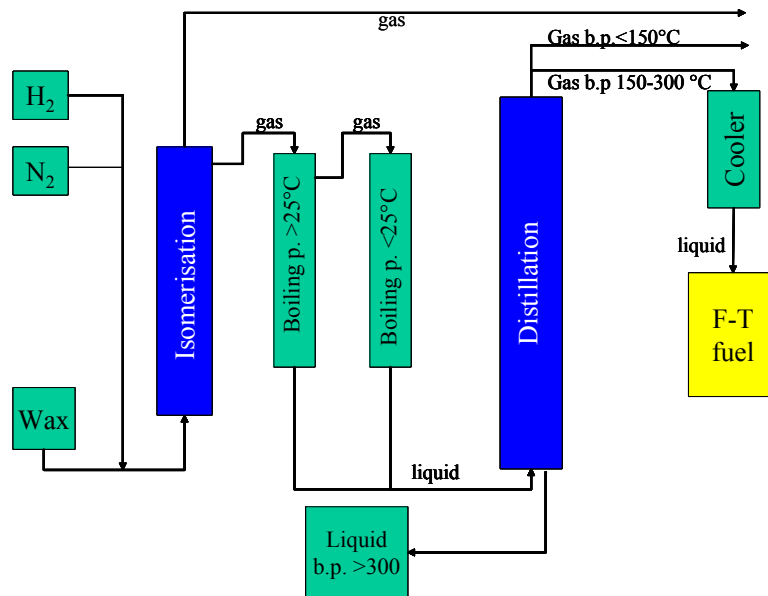 gas
Gas b.p.<150°C
Gas b.p 150-300 °C
H₂
N₂
gas
gas
Cooler
Isomerisation
Boiling p. >25°C
Boiling p. <25°C
Distillation
liquid
F-T
fuel
Wax
liquid
Liquid
b.p. >300